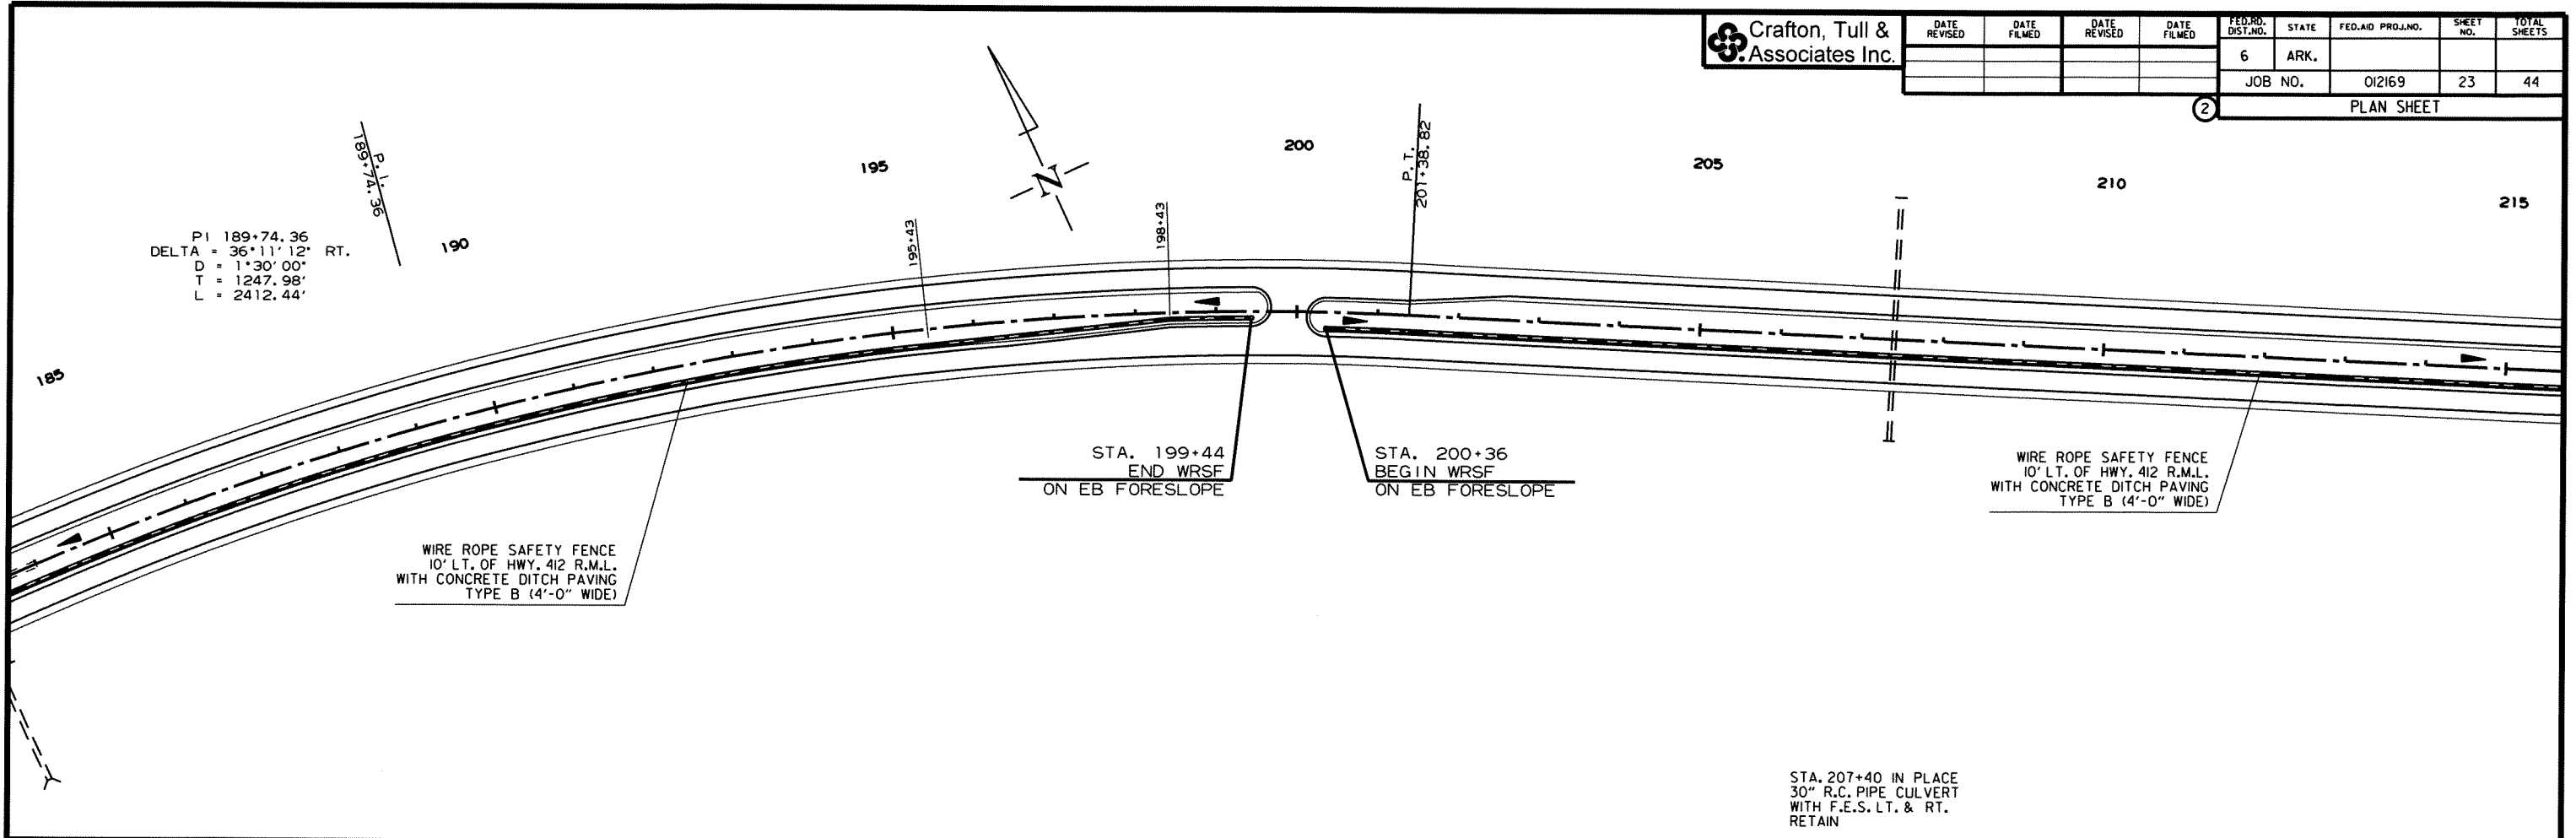 Crafton, Tull &
Associates Inc.
DATE REVISED
DATE FILMED
DATE REVISED
DATE FILMED
FED.RD. DIST.NO.
STATE
FED.AID PROJ.NO.
SHEET NO.
TOTAL SHEETS
6
ARK.
JOB NO.
012169
23
44
2
PLAN SHEET
P.I.
189+74.36
195
200
P.T.
201+38.82
205
210
215
N
PI 189+74.36
DELTA = 36°11'12" RT.
D = 1°30'00"
T = 1247.98'
L = 2412.44'
190
195+43
198+43
185
STA. 199+44
END WRSF
ON EB FORESLOPE
STA. 200+36
BEGIN WRSF
ON EB FORESLOPE
WIRE ROPE SAFETY FENCE
10' LT. OF HWY. 412 R.M.L.
WITH CONCRETE DITCH PAVING
TYPE B (4'-0" WIDE)
WIRE ROPE SAFETY FENCE
10' LT. OF HWY. 412 R.M.L.
WITH CONCRETE DITCH PAVING
TYPE B (4'-0" WIDE)
STA. 207+40 IN PLACE
30" R.C. PIPE CULVERT
WITH F.E.S. LT. & RT.
RETAIN